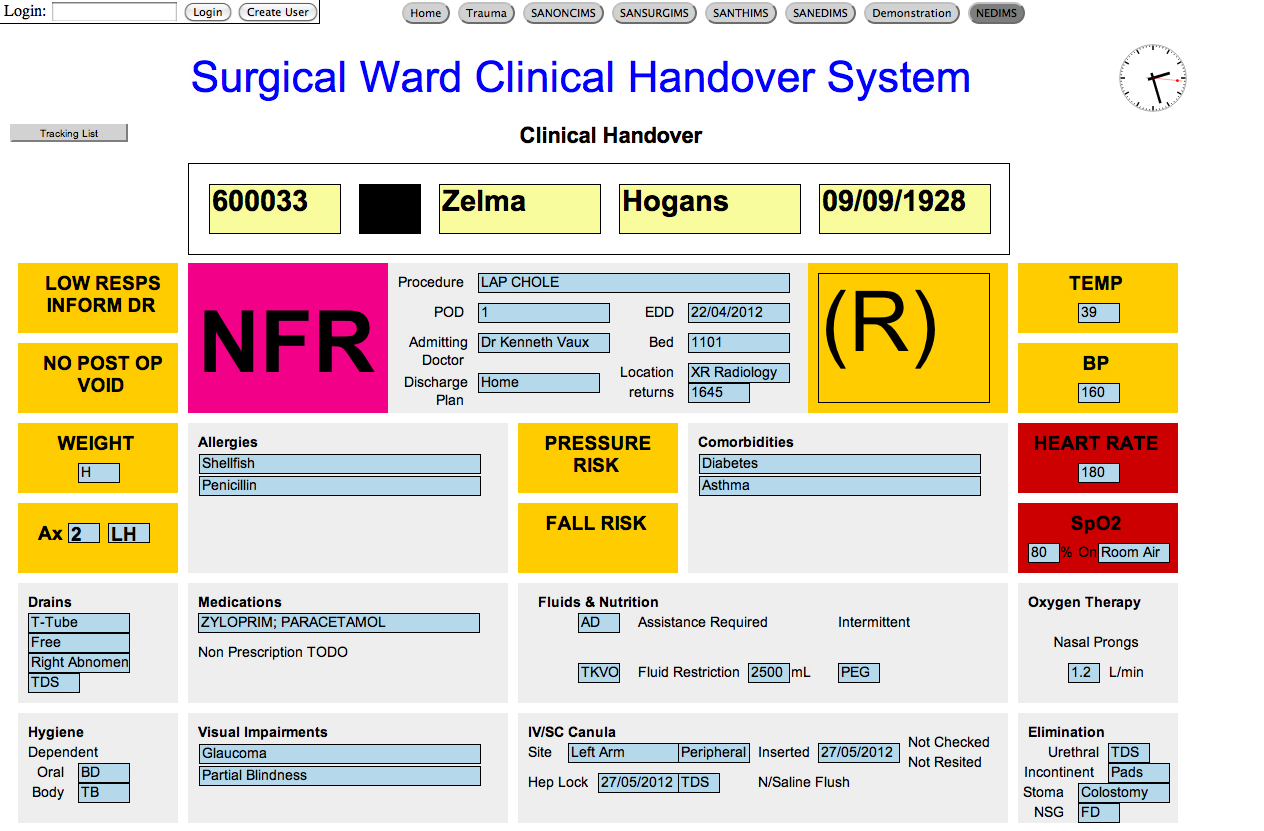 Login: Login Create User Home Trauma SANONCIMS SANSURGIMS SANTHIMS SANEDIMS Demonstration NEDIMS
Surgical Ward Clinical Handover System
Tracking List
Clinical Handover
600033 Zelma Hogans 09/09/1928
LOW RESPS
INFORM DR
NO POST OP
VOID
NFR
Procedure LAP CHOLE
POD 1 EDD 22/04/2012
Admitting
Doctor
Dr Kenneth Vaux Bed 1101
Discharge
Plan
Home
Location XR Radiology
returns 1645
(R)
TEMP
39
BP
160
WEIGHT
H
Ax 2 LH
Allergies
Shellfish
Penicillin
PRESSURE
RISK
FALL RISK
Comorbidities
Diabetes
Asthma
HEART RATE
180
SpO2
80 % On Room Air
Drains
T-Tube
Free
Right Abnomen
TDS
Medications
ZYLOPRIM; PARACETAMOL
Non Prescription TODO
Fluids & Nutrition
AD Assistance Required Intermittent
TKVO Fluid Restriction 2500 mL PEG
Oxygen Therapy
Nasal Prongs
1.2 L/min
Hygiene
Dependent
Oral BD
Body TB
Visual Impairments
Glaucoma
Partial Blindness
IV/SC Canula
Site Left Arm Peripheral Inserted 27/05/2012
Not Checked
Not Resited
Hep Lock 27/05/2012 TDS N/Saline Flush
Elimination
Urethral TDS
Incontinent Pads
Stoma Colostomy
NSG FD